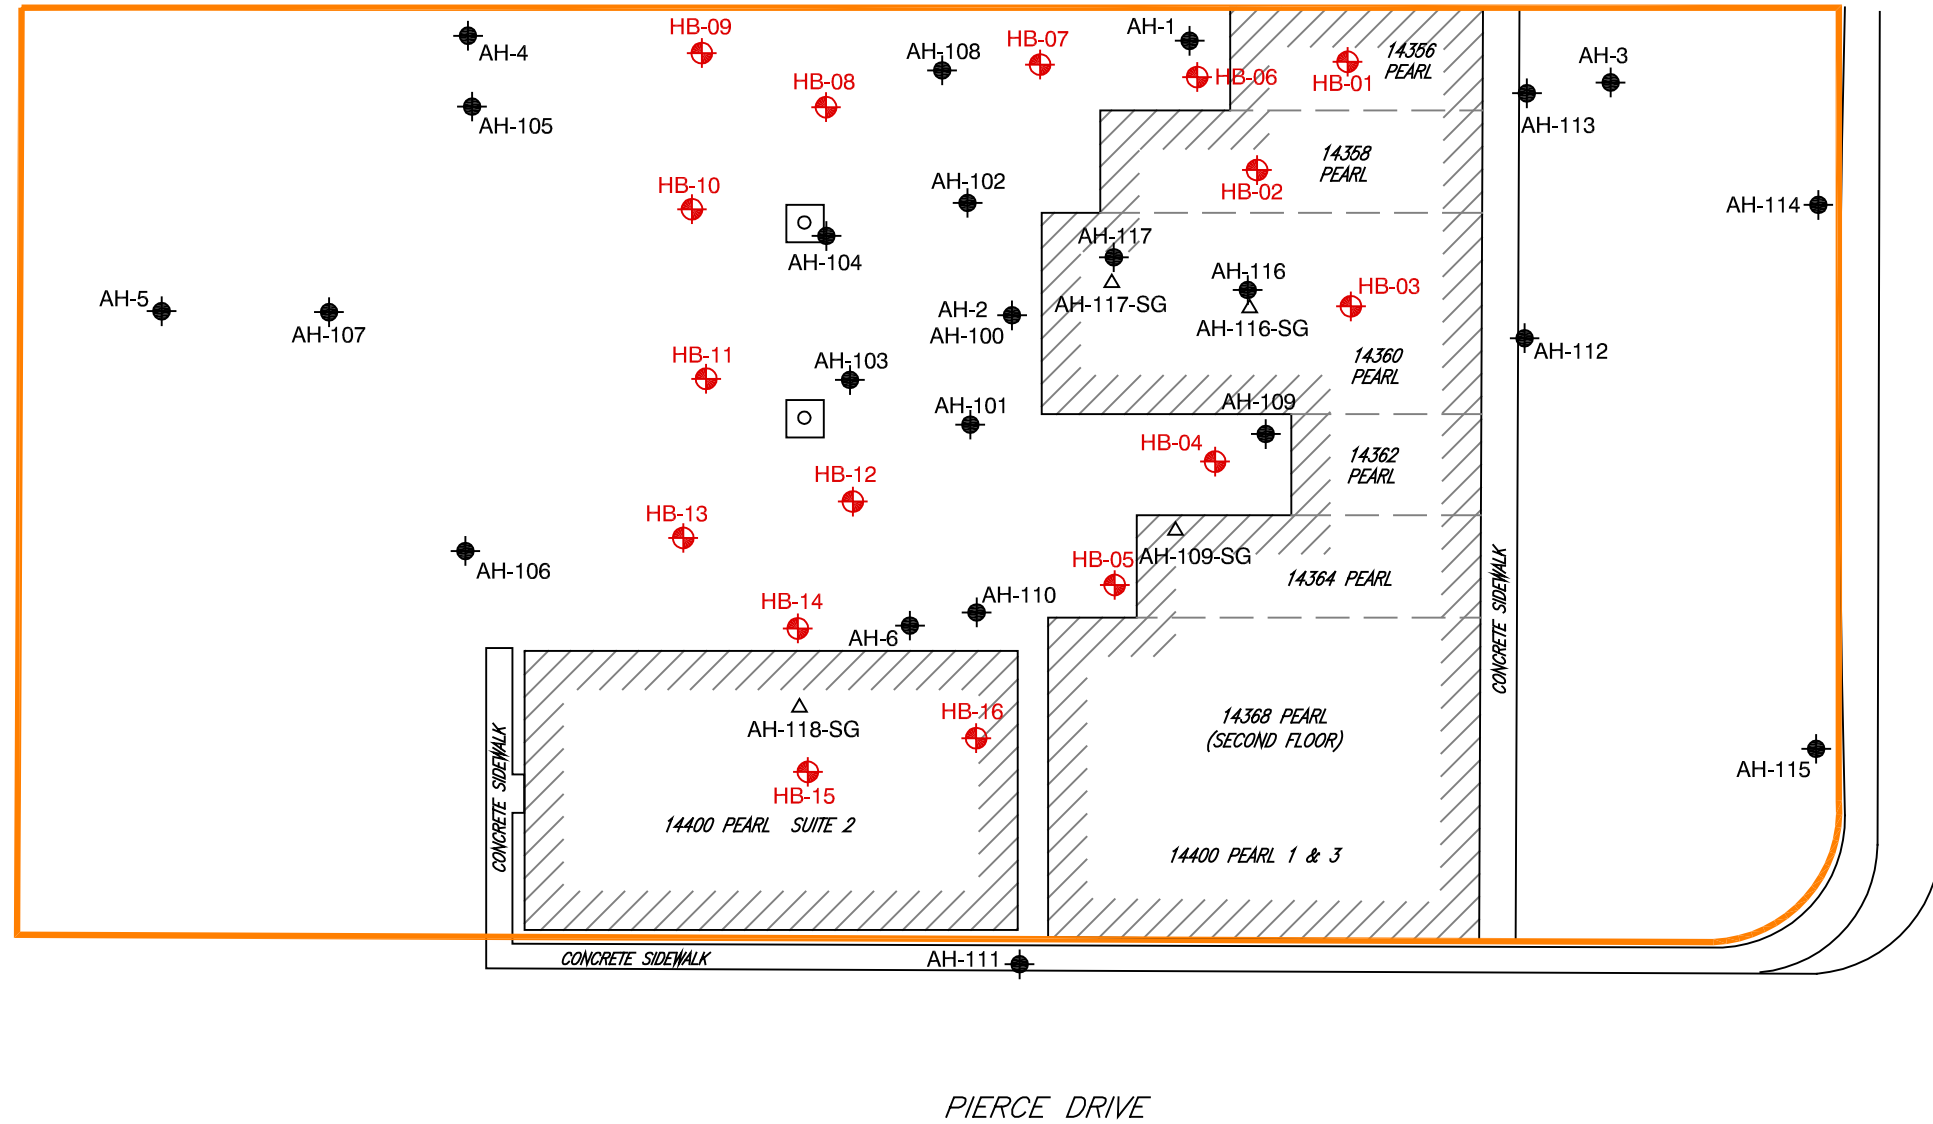 HB-09
AH-4
AH-108
HB-07
AH-1
14356
PEARL
AH-3
HB-08
HB-06
HB-01
AH-105
AH-113
14358
PEARL
HB-10
AH-102
HB-02
AH-114
AH-104
AH-117
AH-116
HB-03
AH-5
AH-107
AH-2
AH-100
AH-117-SG
AH-116-SG
HB-11
AH-103
14360
PEARL
AH-112
AH-101
AH-109
HB-04
14362
PEARL
HB-12
HB-13
AH-106
HB-05
AH-109-SG
14364 PEARL
CONCRETE SIDEWALK
HB-14
AH-6
AH-110
AH-118-SG
HB-16
14368 PEARL
(SECOND FLOOR)
HB-15
AH-115
CONCRETE SIDEWALK
14400 PEARL SUITE 2
14400 PEARL 1 & 3
CONCRETE SIDEWALK
AH-111
PIERCE DRIVE